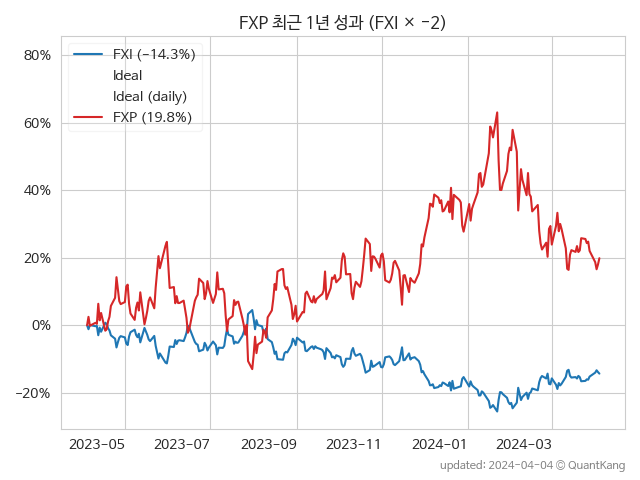 FXP 최근 1년 성과 (FXI × −2)
80%
60%
40%
20%
0%
−20%
FXI (−14.3%)
Ideal
Ideal (daily)
FXP (19.8%)
2023−05
2023−07
2023−09
2023−11
2024−01
2024−03
updated: 2024−04−04 © QuantKang